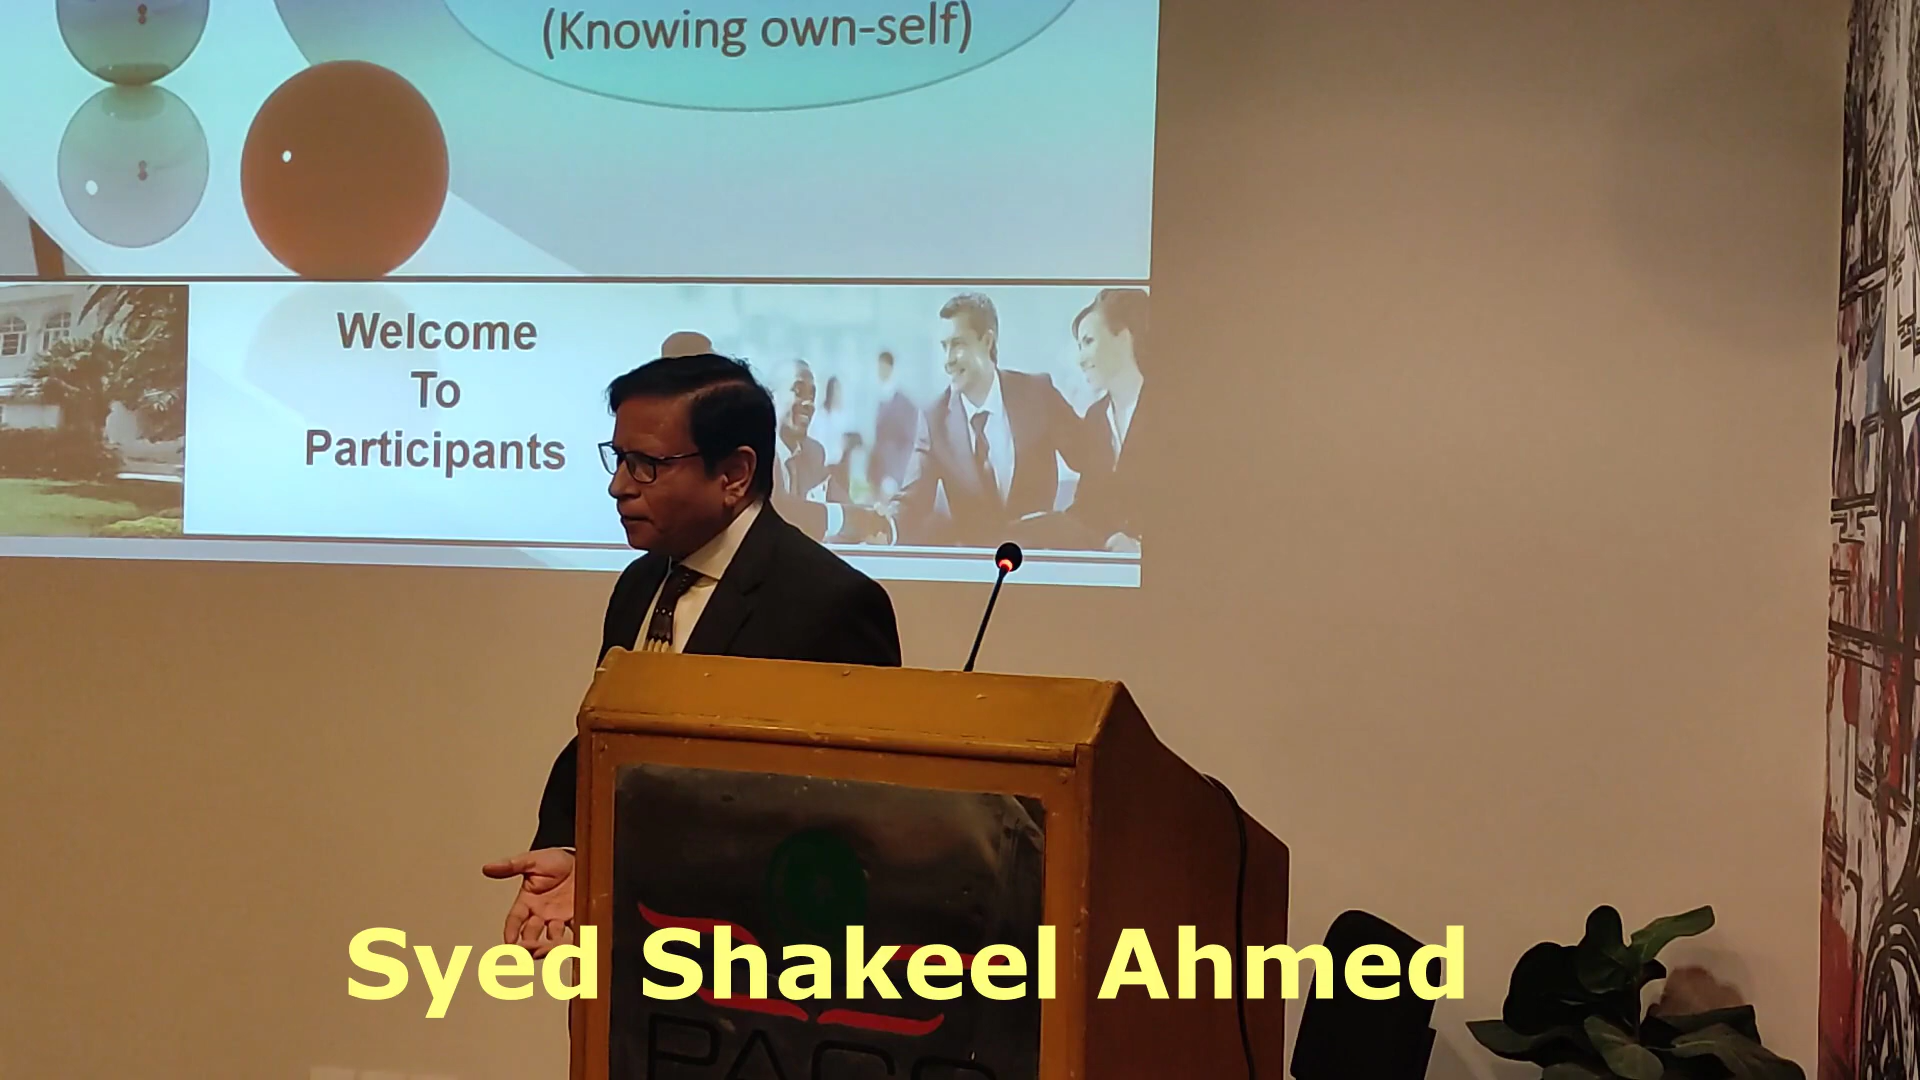 (Knowing own-self)
Welcome
To
Participants
Syed Shakeel Ahmed